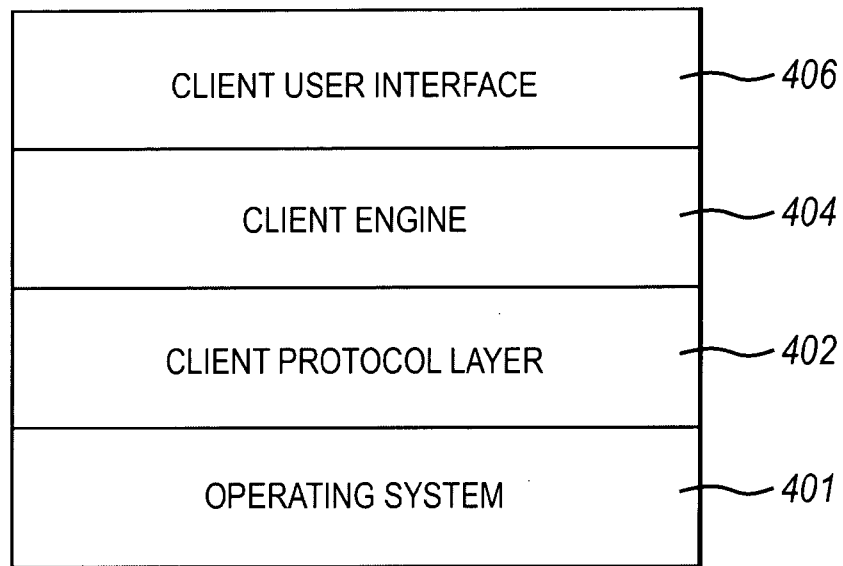 CLIENT USER INTERFACE 406
CLIENT ENGINE 404
CLIENT PROTOCOL LAYER 402
OPERATING SYSTEM 401